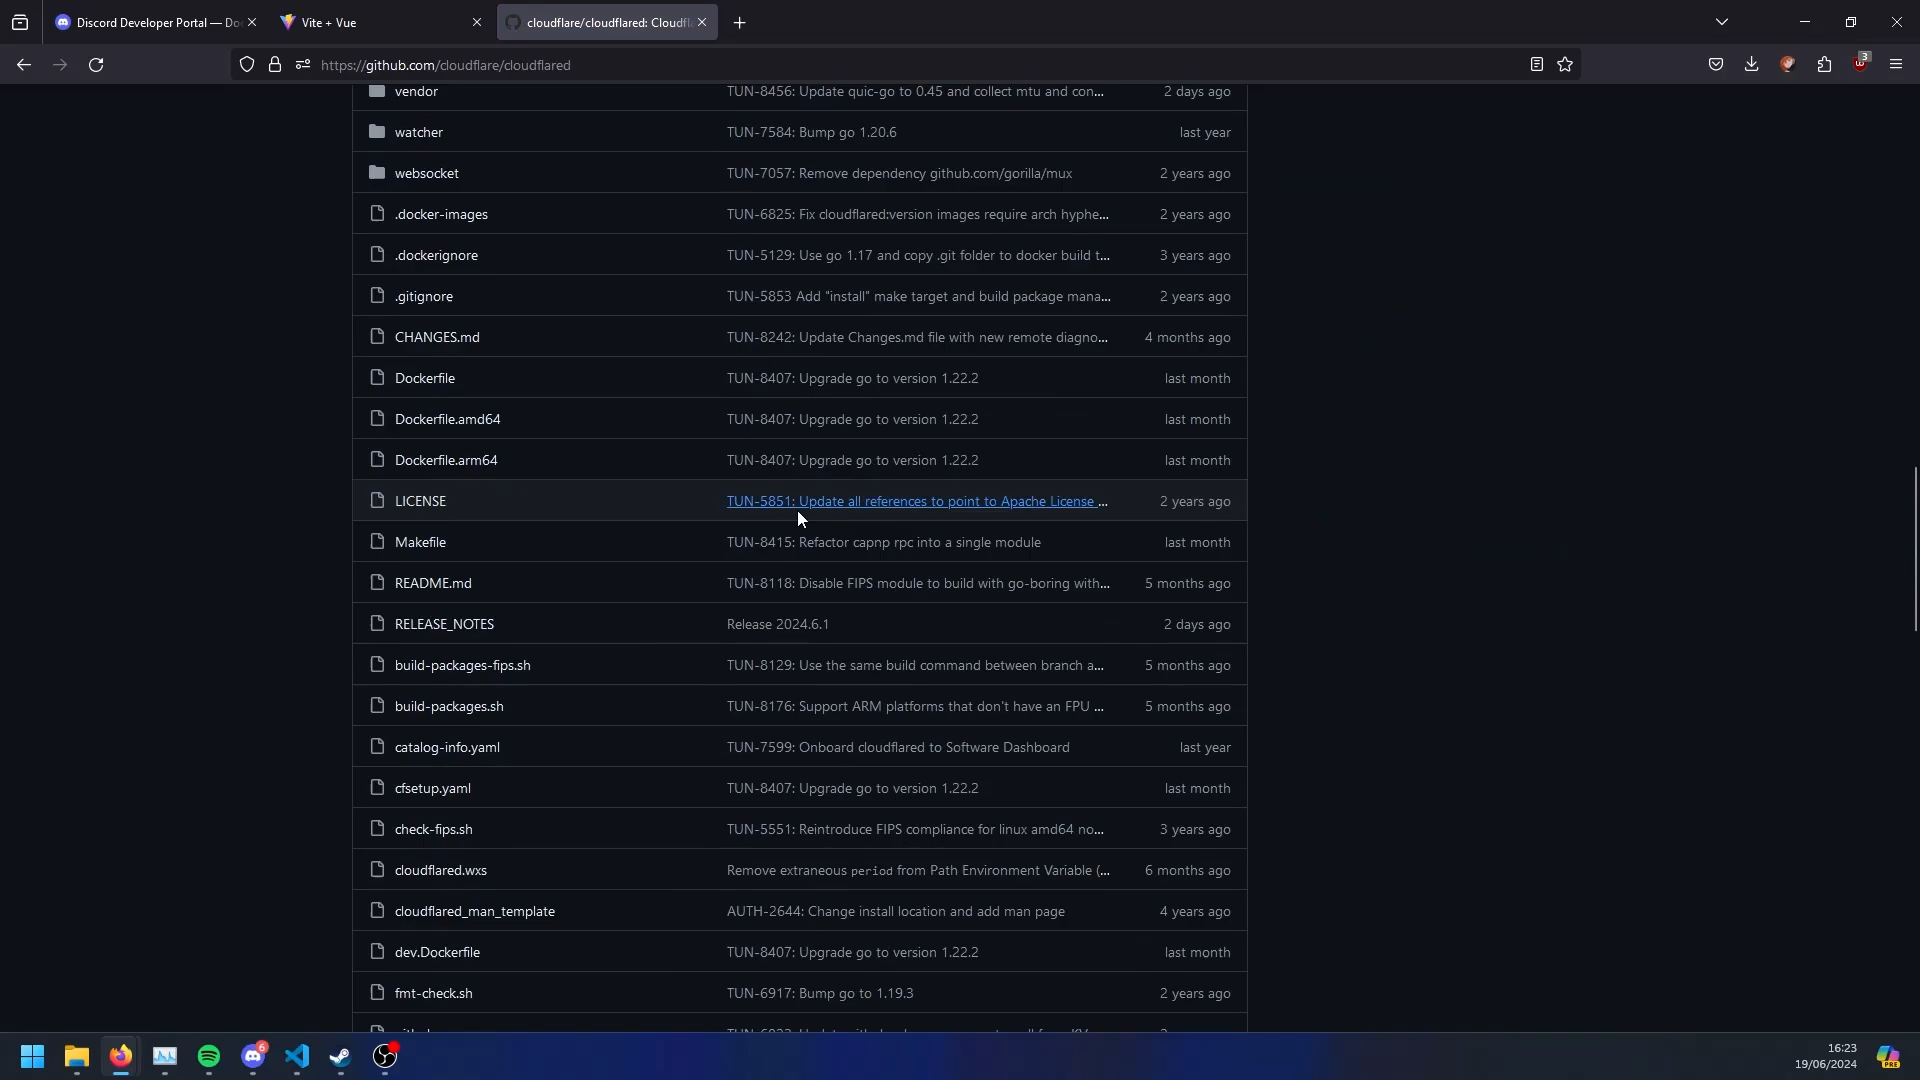 Discord Developer Portal — Do
Vite + Vue
cloudflare/cloudflared: Cloudfl
https://github.com/cloudflare/cloudflared
3
vendor TUN-8456: Update quic-go to 0.45 and collect mtu and con... 2 days ago
watcher TUN-7584: Bump go 1.20.6 last year
websocket TUN-7057: Remove dependency github.com/gorilla/mux 2 years ago
.docker-images TUN-6825: Fix cloudflared:version images require arch hyphe... 2 years ago
.dockerignore TUN-5129: Use go 1.17 and copy .git folder to docker build t... 3 years ago
.gitignore TUN-5853 Add "install" make target and build package mana... 2 years ago
CHANGES.md TUN-8242: Update Changes.md file with new remote diagno... 4 months ago
Dockerfile TUN-8407: Upgrade go to version 1.22.2 last month
Dockerfile.amd64 TUN-8407: Upgrade go to version 1.22.2 last month
Dockerfile.arm64 TUN-8407: Upgrade go to version 1.22.2 last month
LICENSE TUN-5851: Update all references to point to Apache License ... 2 years ago
Makefile TUN-8415: Refactor capnp rpc into a single module last month
README.md TUN-8118: Disable FIPS module to build with go-boring with... 5 months ago
RELEASE_NOTES Release 2024.6.1 2 days ago
build-packages-fips.sh TUN-8129: Use the same build command between branch a... 5 months ago
build-packages.sh TUN-8176: Support ARM platforms that don't have an FPU ... 5 months ago
catalog-info.yaml TUN-7599: Onboard cloudflared to Software Dashboard last year
cfsetup.yaml TUN-8407: Upgrade go to version 1.22.2 last month
check-fips.sh TUN-5551: Reintroduce FIPS compliance for linux amd64 no... 3 years ago
cloudflared.wxs Remove extraneous period from Path Environment Variable (... 6 months ago
cloudflared_man_template AUTH-2644: Change install location and add man page 4 years ago
dev.Dockerfile TUN-8407: Upgrade go to version 1.22.2 last month
fmt-check.sh TUN-6917: Bump go to 1.19.3 2 years ago
6
16:23
19/06/2024
PRE